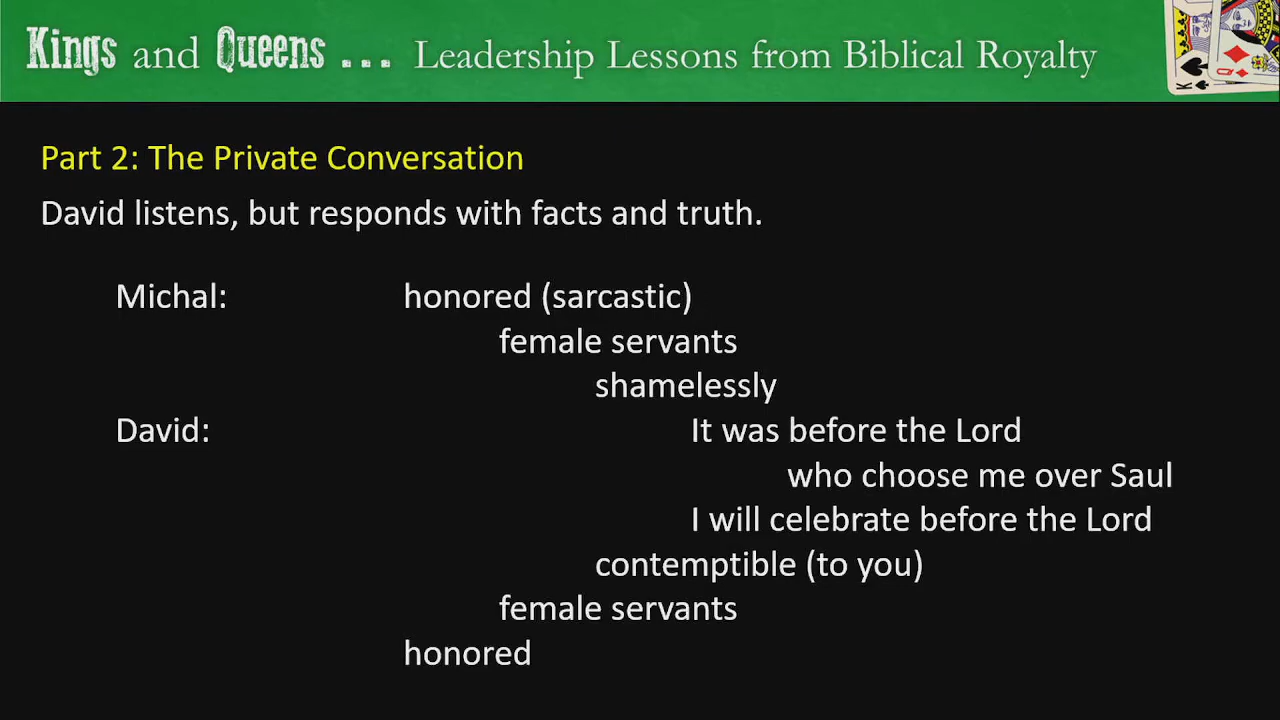 Kings and Queens ... Leadership Lessons from Biblical Royalty
Part 2: The Private Conversation
David listens, but responds with facts and truth.
Michal: honored (sarcastic)
female servants
shamelessly
David: It was before the Lord
who choose me over Saul
I will celebrate before the Lord
contemptible (to you)
female servants
honored
K
Q